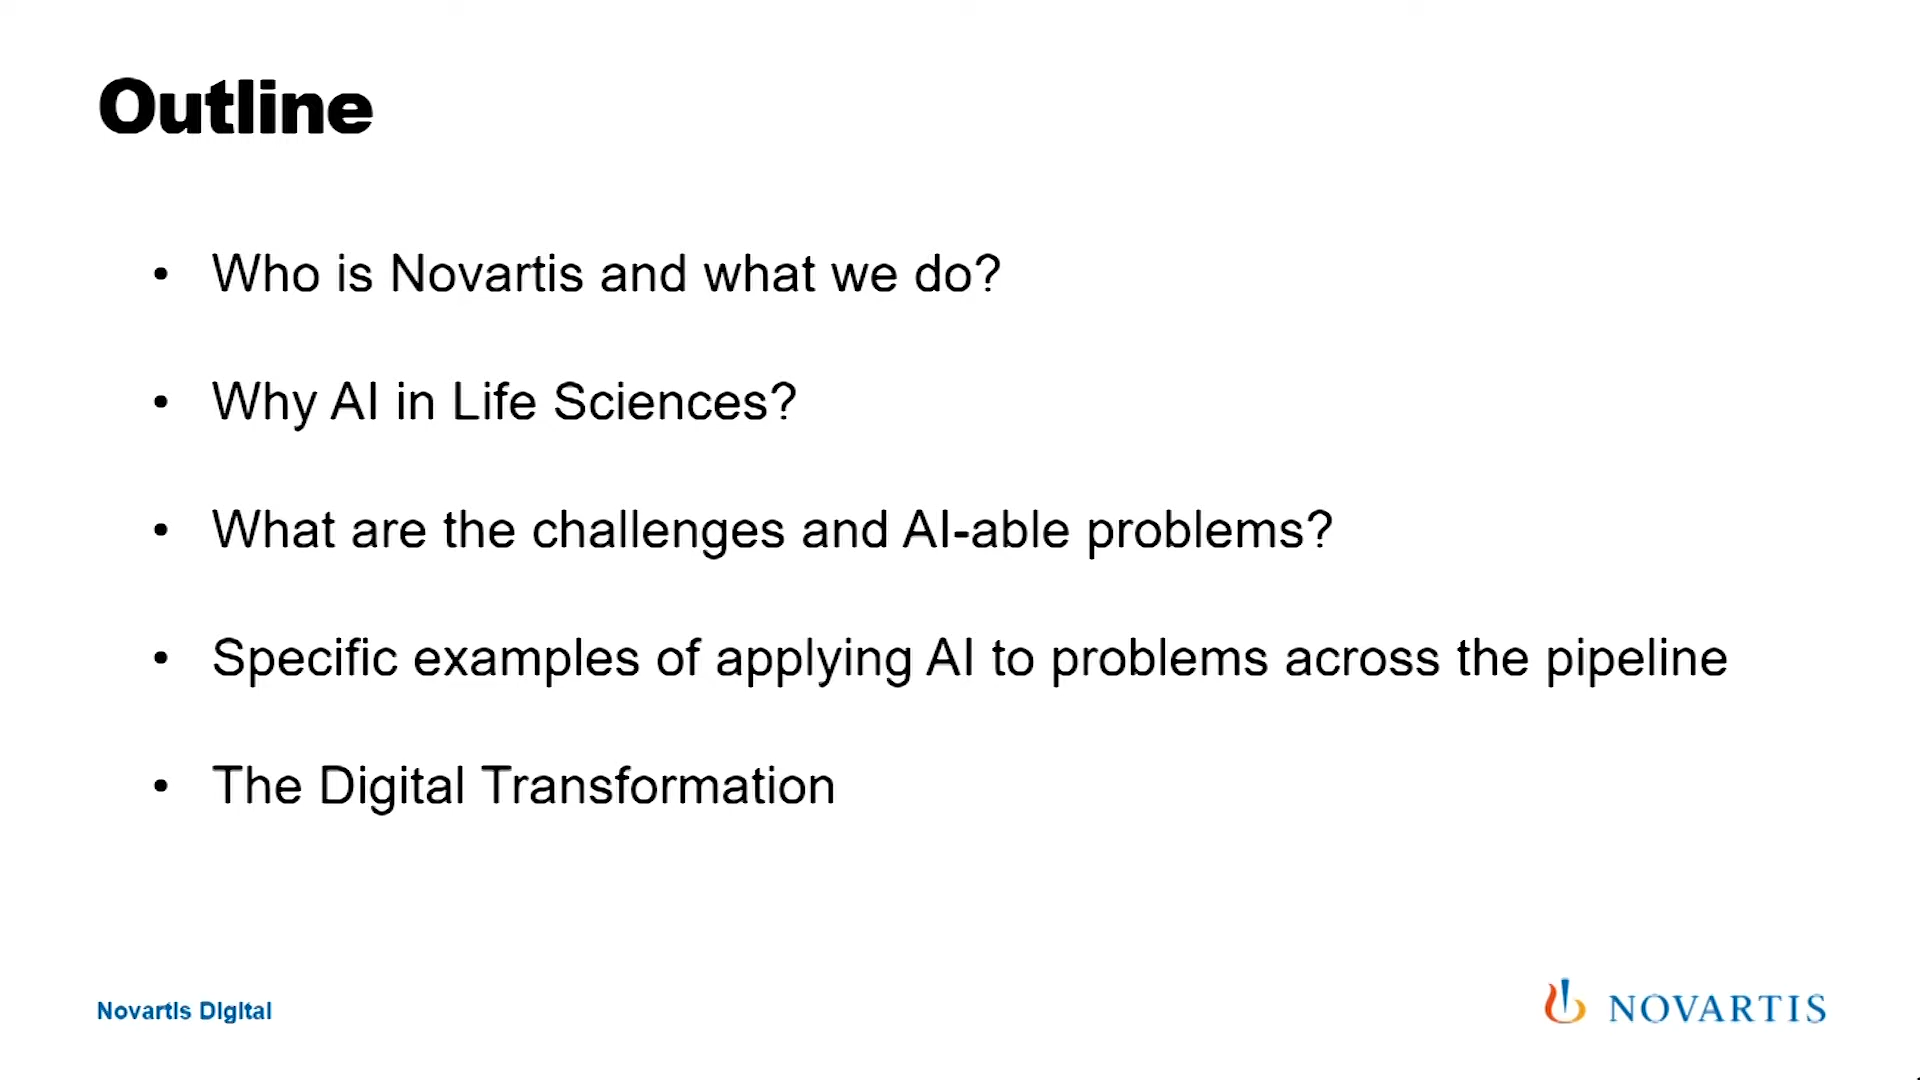 Outline
• Who is Novartis and what we do?
• Why AI in Life Sciences?
• What are the challenges and AI-able problems?
• Specific examples of applying AI to problems across the pipeline
• The Digital Transformation
Novartis Digital
NOVARTIS